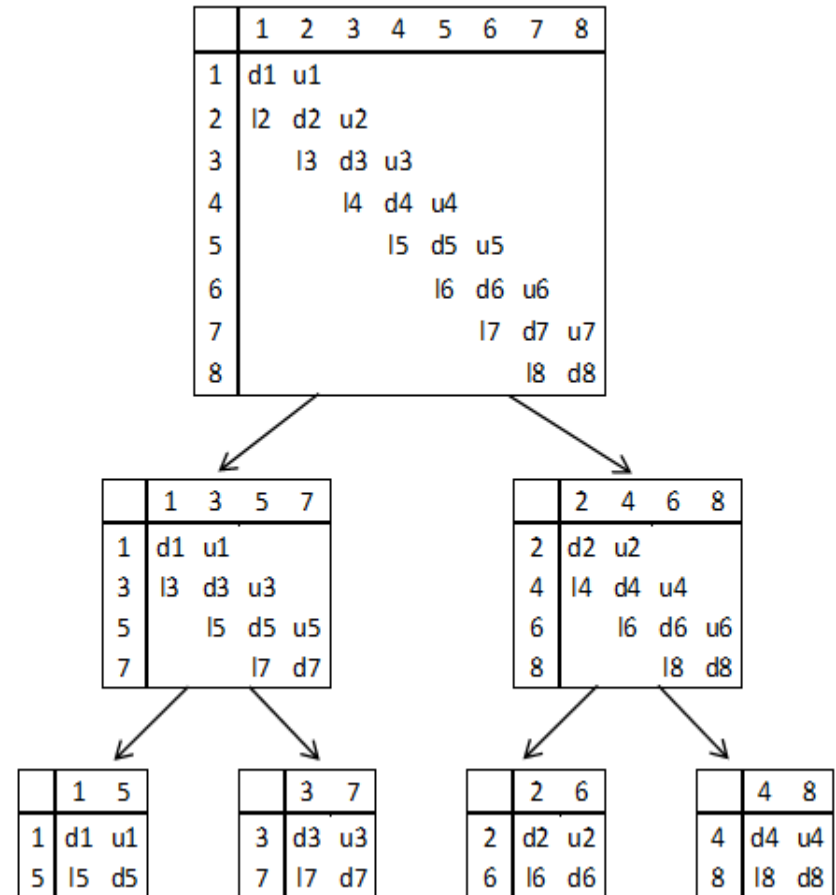 1 2 3 4 5 6 7 8
1 d1 u1
2 l2 d2 u2
3 l3 d3 u3
4 l4 d4 u4
5 l5 d5 u5
6 l6 d6 u6
7 l7 d7 u7
8 l8 d8
1 3 5 7
1 d1 u1
3 l3 d3 u3
5 l5 d5 u5
7 l7 d7
2 4 6 8
2 d2 u2
4 l4 d4 u4
6 l6 d6 u6
8 l8 d8
1 5
1 d1 u1
5 l5 d5
3 7
3 d3 u3
7 l7 d7
2 6
2 d2 u2
6 l6 d6
4 8
4 d4 u4
8 l8 d8